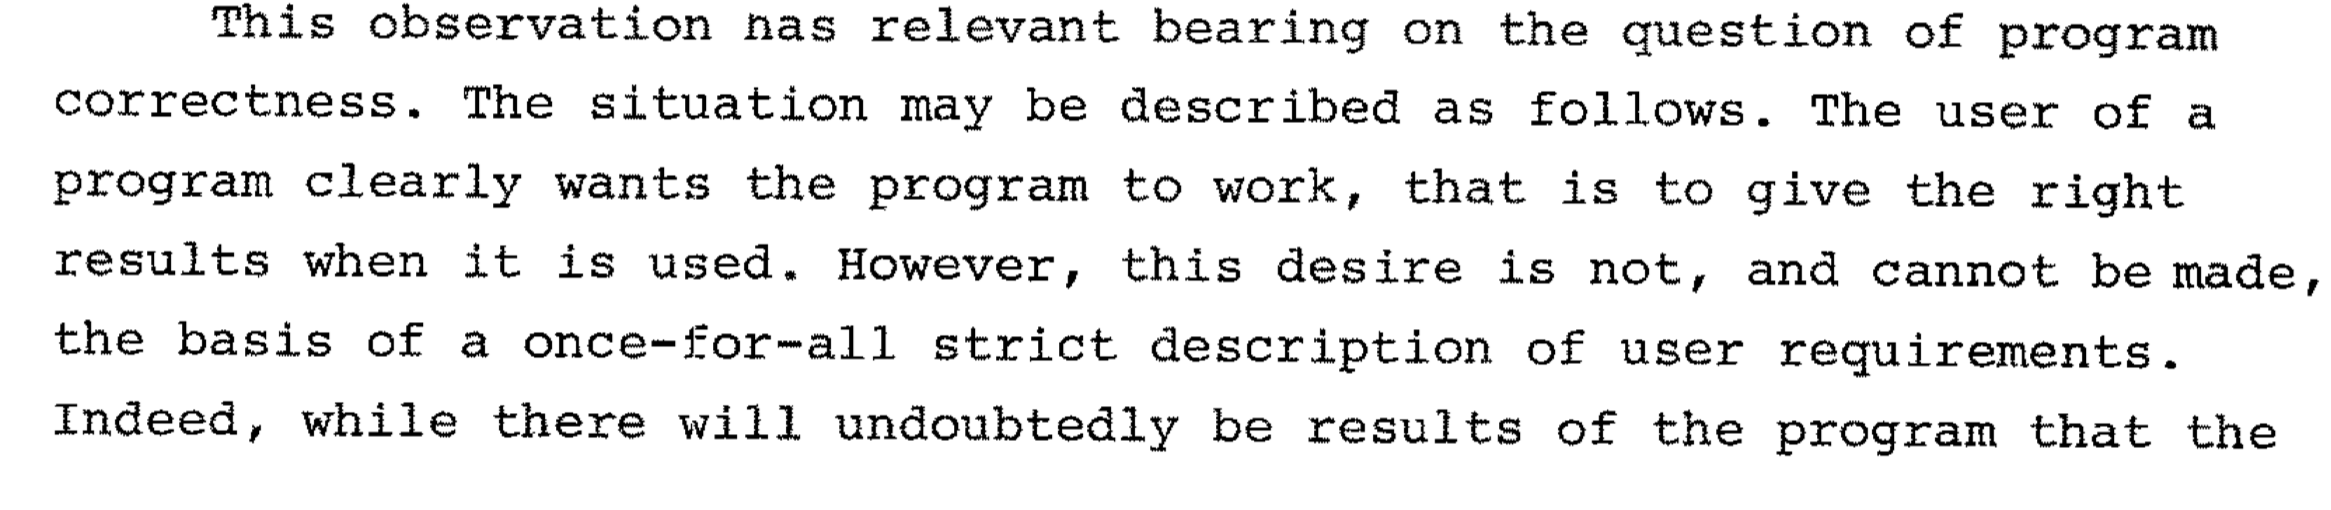 This observation has relevant bearing on the question of program
correctness. The situation may be described as follows. The user of a
program clearly wants the program to work, that is to give the right
results when it is used. However, this desire is not, and cannot be made,
the basis of a once-for-all strict description of user requirements.
Indeed, while there will undoubtedly be results of the program that the